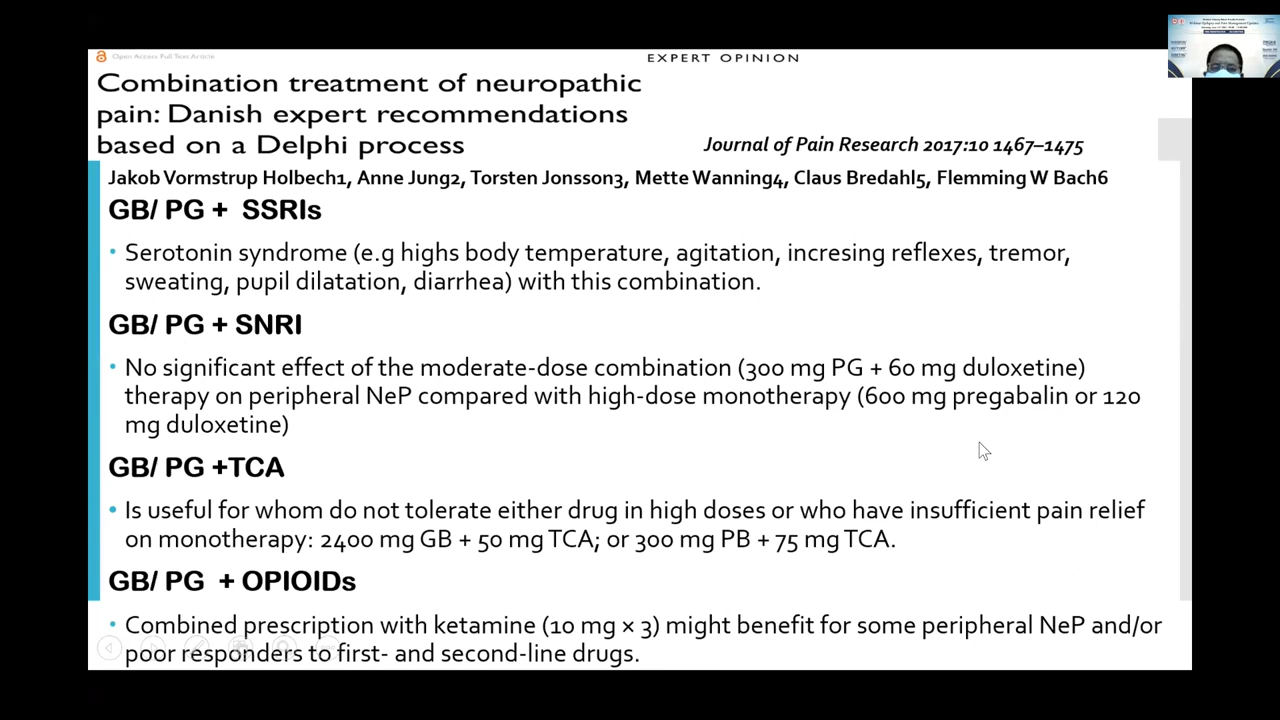 Open Access Full Text Article
EXPERT OPINION
Combination treatment of neuropathic
pain: Danish expert recommendations
based on a Delphi process
Journal of Pain Research 2017:10 1467–1475
Jakob Vormstrup Holbech1, Anne Jung2, Torsten Jonsson3, Mette Wanning4, Claus Bredahl5, Flemming W Bach6
GB/ PG + SSRIs
• Serotonin syndrome (e.g highs body temperature, agitation, incresing reflexes, tremor,
sweating, pupil dilatation, diarrhea) with this combination.
GB/ PG + SNRI
• No significant effect of the moderate-dose combination (300 mg PG + 60 mg duloxetine)
therapy on peripheral NeP compared with high-dose monotherapy (600 mg pregabalin or 120
mg duloxetine)
GB/ PG +TCA
• Is useful for whom do not tolerate either drug in high doses or who have insufficient pain relief
on monotherapy: 2400 mg GB + 50 mg TCA; or 300 mg PB + 75 mg TCA.
GB/ PG + OPIOIDs
• Combined prescription with ketamine (10 mg × 3) might benefit for some peripheral NeP and/or
poor responders to first- and second-line drugs.